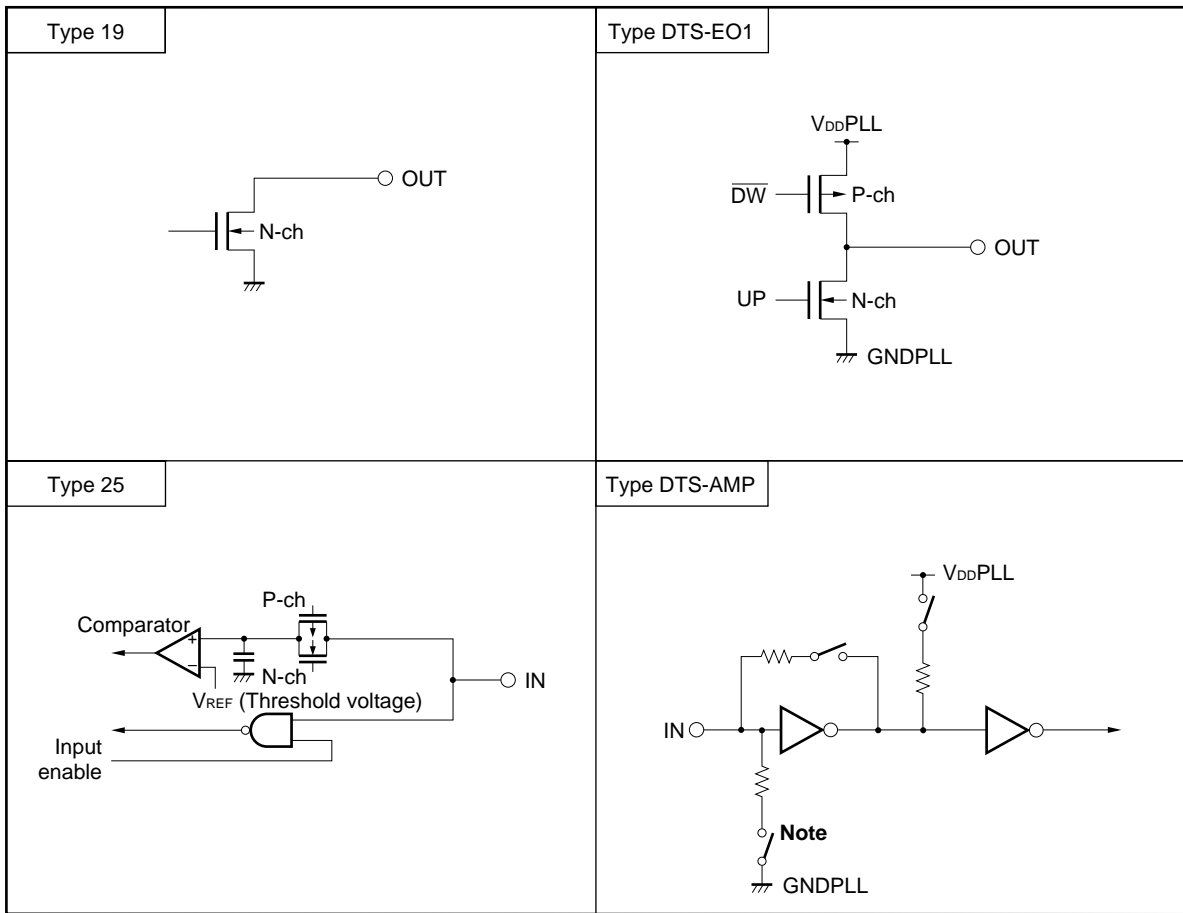 Type 19
OUT
N-ch
Type DTS-EO1
VDDPLL
DW
P-ch
OUT
UP
N-ch
GNDPLL
Type 25
P-ch
Comparator
+
−
N-ch
IN
VREF (Threshold voltage)
Input
enable
Type DTS-AMP
VDDPLL
IN
Note
GNDPLL